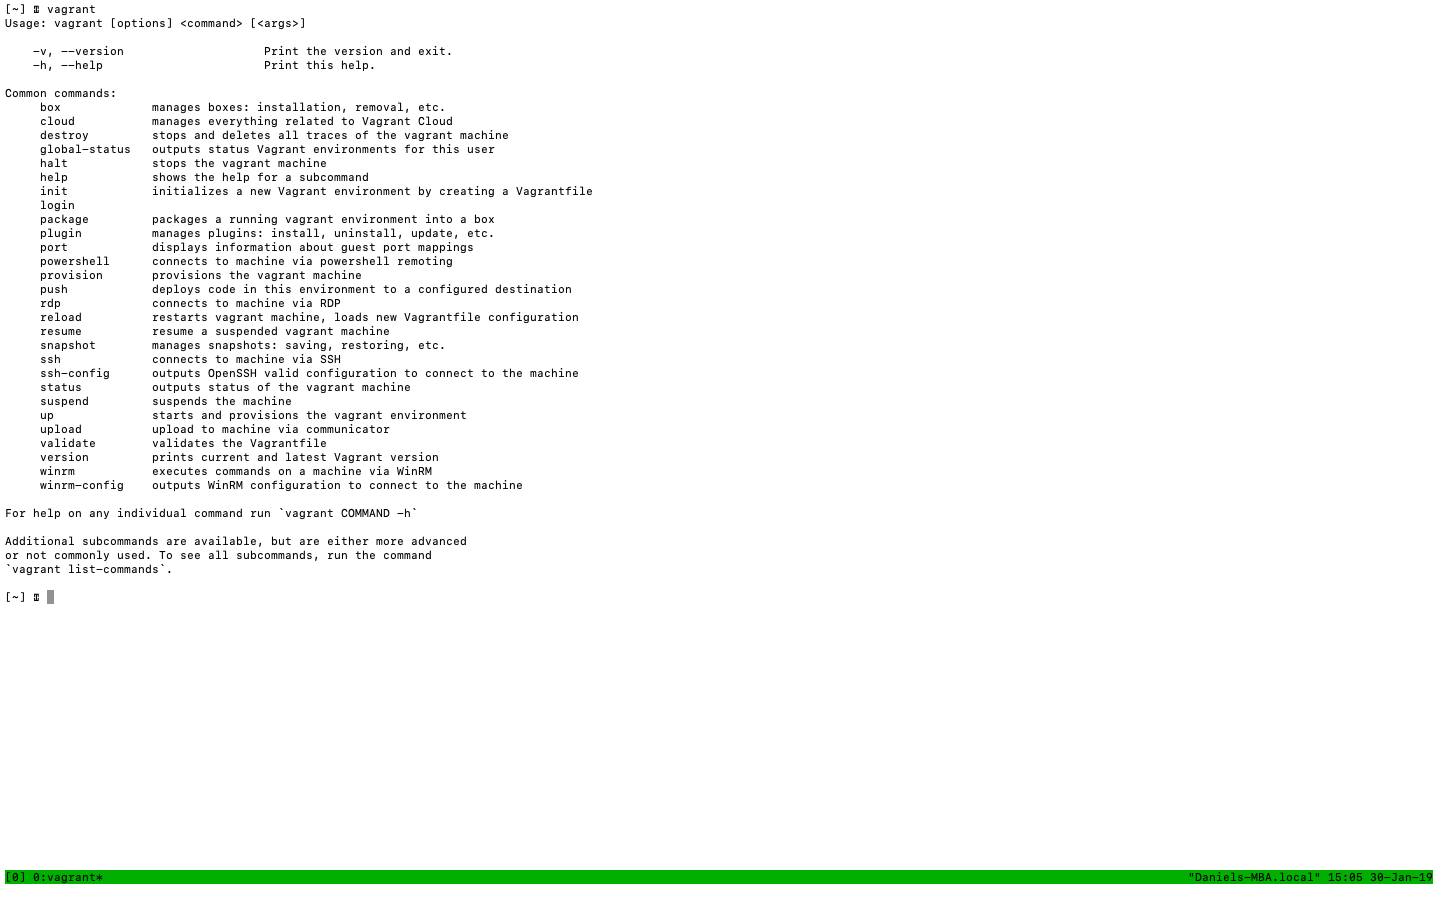 [~] vagrant
Usage: vagrant [options] <command> [<args>]
-v, --version                    Print the version and exit.
-h, --help                       Print this help.
Common commands:
box             manages boxes: installation, removal, etc.
cloud           manages everything related to Vagrant Cloud
destroy         stops and deletes all traces of the vagrant machine
global-status   outputs status Vagrant environments for this user
halt            stops the vagrant machine
help            shows the help for a subcommand
init            initializes a new Vagrant environment by creating a Vagrantfile
login
package         packages a running vagrant environment into a box
plugin          manages plugins: install, uninstall, update, etc.
port            displays information about guest port mappings
powershell      connects to machine via powershell remoting
provision       provisions the vagrant machine
push            deploys code in this environment to a configured destination
rdp             connects to machine via RDP
reload          restarts vagrant machine, loads new Vagrantfile configuration
resume          resume a suspended vagrant machine
snapshot        manages snapshots: saving, restoring, etc.
ssh             connects to machine via SSH
ssh-config      outputs OpenSSH valid configuration to connect to the machine
status          outputs status of the vagrant machine
suspend         suspends the machine
up              starts and provisions the vagrant environment
upload          upload to machine via communicator
validate        validates the Vagrantfile
version         prints current and latest Vagrant version
winrm           executes commands on a machine via WinRM
winrm-config    outputs WinRM configuration to connect to the machine
For help on any individual command run `vagrant COMMAND -h`
Additional subcommands are available, but are either more advanced
or not commonly used. To see all subcommands, run the command
`vagrant list-commands`.
[~]
[0] 0:vagrant* "Daniels-MBA.local" 15:05 30-Jan-19